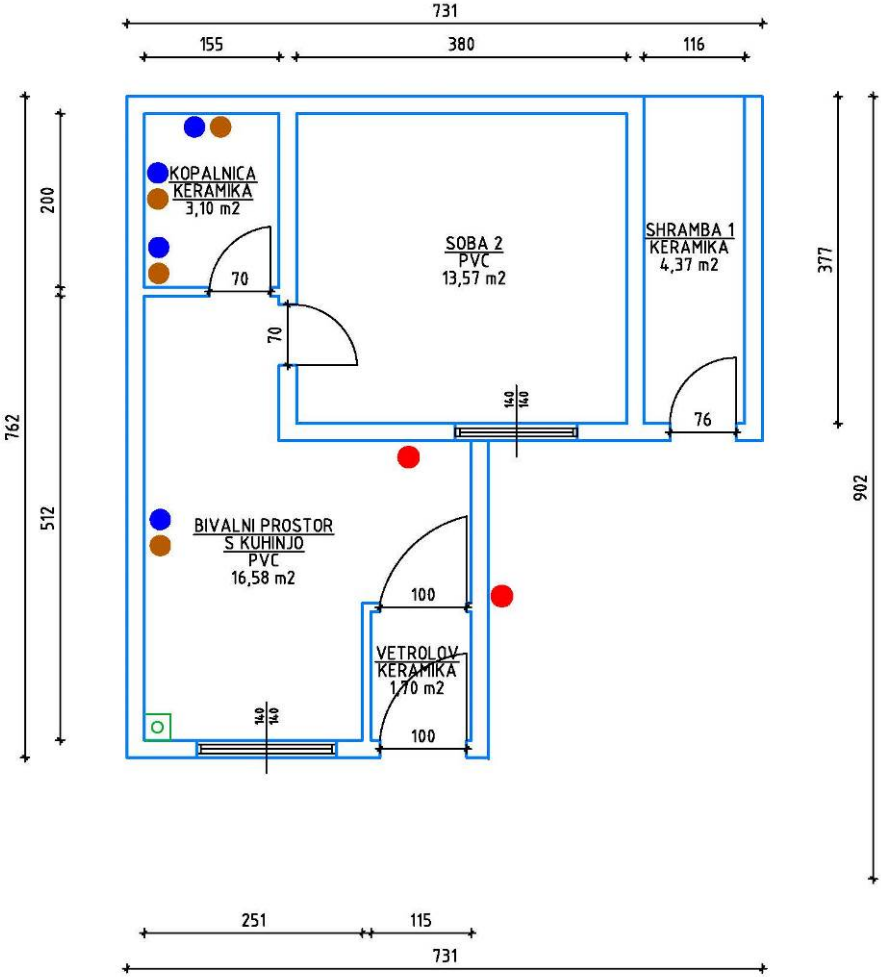 731
155
380
116
KOPALNICA
KERAMIKA
3,10 m2
200
70
SOBA 2
PVC
13,57 m2
SHRAMBA 1
KERAMIKA
4,37 m2
377
70
140
140
76
762
902
512
BIVALNI PROSTOR
S KUHINJO
PVC
16,58 m2
100
VETROLOV
KERAMIKA
1,70 m2
140
140
100
251
115
731